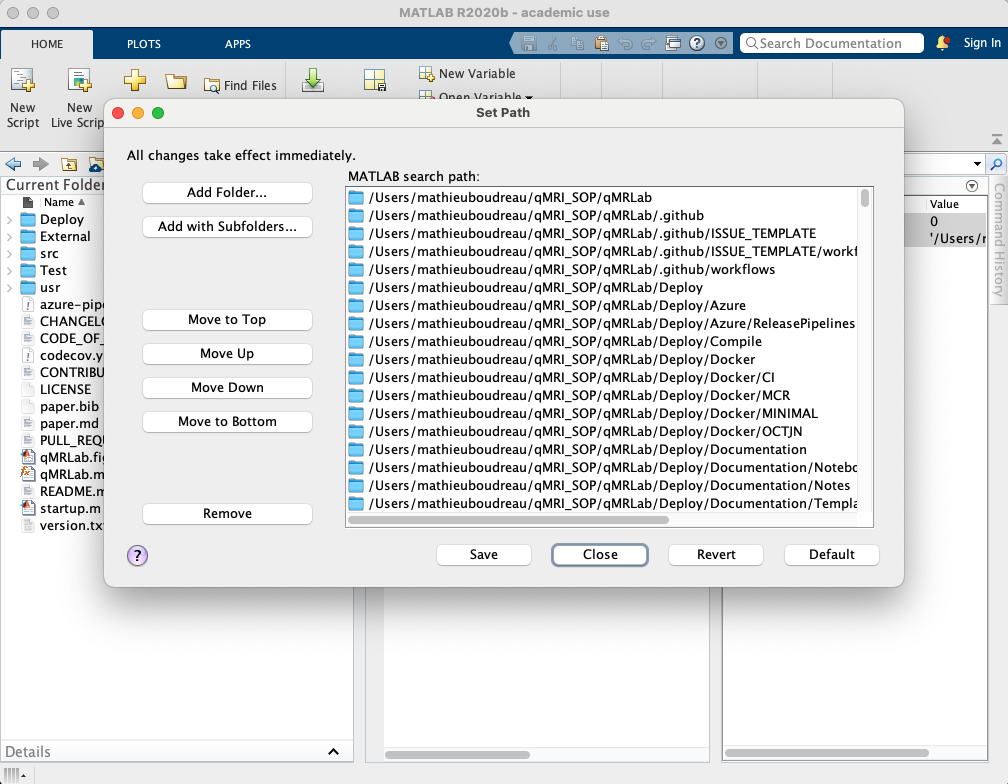 MATLAB R2020b - academic use
HOME
PLOTS
APPS
Search Documentation
Sign In
New
Script
New
Live Scrip
Find Files
New Variable
Open Variable
Current Folder
Name
Deploy
External
src
Test
usr
azure-pipe
CHANGELO
CODE_OF_
codecov.y
CONTRIBU
LICENSE
paper.bib
paper.md
PULL_REQU
qMRLab.fig
qMRLab.m
README.m
startup.m
version.tx
Details
Set Path
All changes take effect immediately.
MATLAB search path:
Add Folder...
Add with Subfolders...
Move to Top
Move Up
Move Down
Move to Bottom
Remove
/Users/mathieuboudreau/qMRI_SOP/qMRLab
/Users/mathieuboudreau/qMRI_SOP/qMRLab/.github
/Users/mathieuboudreau/qMRI_SOP/qMRLab/.github/ISSUE_TEMPLATE
/Users/mathieuboudreau/qMRI_SOP/qMRLab/.github/ISSUE_TEMPLATE/workf
/Users/mathieuboudreau/qMRI_SOP/qMRLab/.github/workflows
/Users/mathieuboudreau/qMRI_SOP/qMRLab/Deploy
/Users/mathieuboudreau/qMRI_SOP/qMRLab/Deploy/Azure
/Users/mathieuboudreau/qMRI_SOP/qMRLab/Deploy/Azure/ReleasePipelines
/Users/mathieuboudreau/qMRI_SOP/qMRLab/Deploy/Compile
/Users/mathieuboudreau/qMRI_SOP/qMRLab/Deploy/Docker
/Users/mathieuboudreau/qMRI_SOP/qMRLab/Deploy/Docker/CI
/Users/mathieuboudreau/qMRI_SOP/qMRLab/Deploy/Docker/MCR
/Users/mathieuboudreau/qMRI_SOP/qMRLab/Deploy/Docker/MINIMAL
/Users/mathieuboudreau/qMRI_SOP/qMRLab/Deploy/Docker/OCTJN
/Users/mathieuboudreau/qMRI_SOP/qMRLab/Deploy/Documentation
/Users/mathieuboudreau/qMRI_SOP/qMRLab/Deploy/Documentation/Notebo
/Users/mathieuboudreau/qMRI_SOP/qMRLab/Deploy/Documentation/Notes
/Users/mathieuboudreau/qMRI_SOP/qMRLab/Deploy/Documentation/Templa
?
Save
Close
Revert
Default
Value
0
'/Users/r
Command History